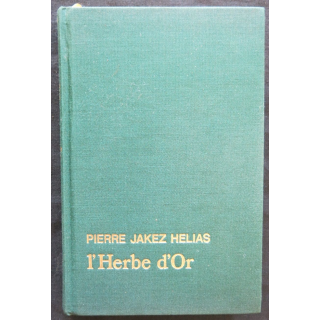 PIERRE JAKEZ HELIAS
l'Herbe d'Or